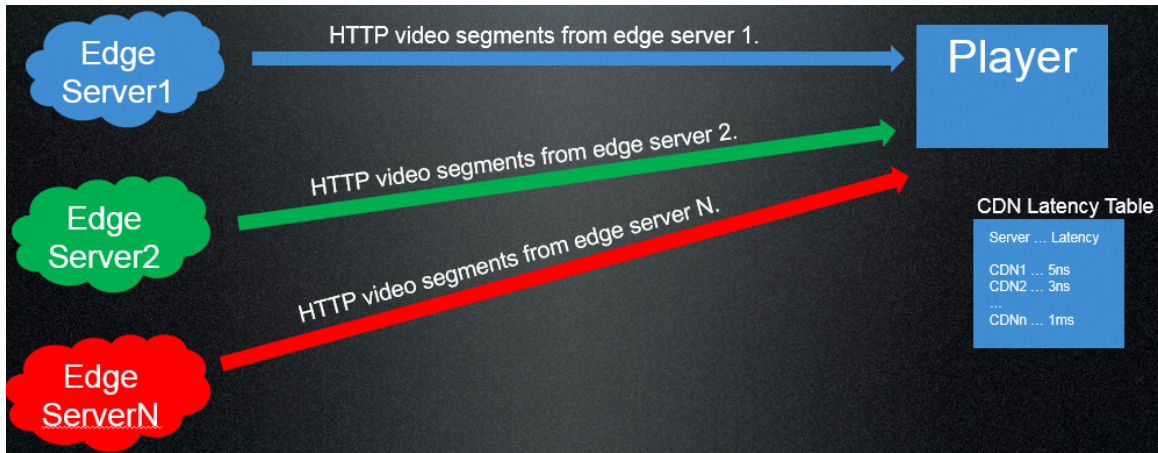 Edge
Server1
HTTP video segments from edge server 1.
Player
Edge
Server2
HTTP video segments from edge server 2.
Edge
ServerN
HTTP video segments from edge server N.
CDN Latency Table
Server ... Latency
CDN1 ... 5ns
CDN2 ... 3ns
...
CDNn ... 1ms